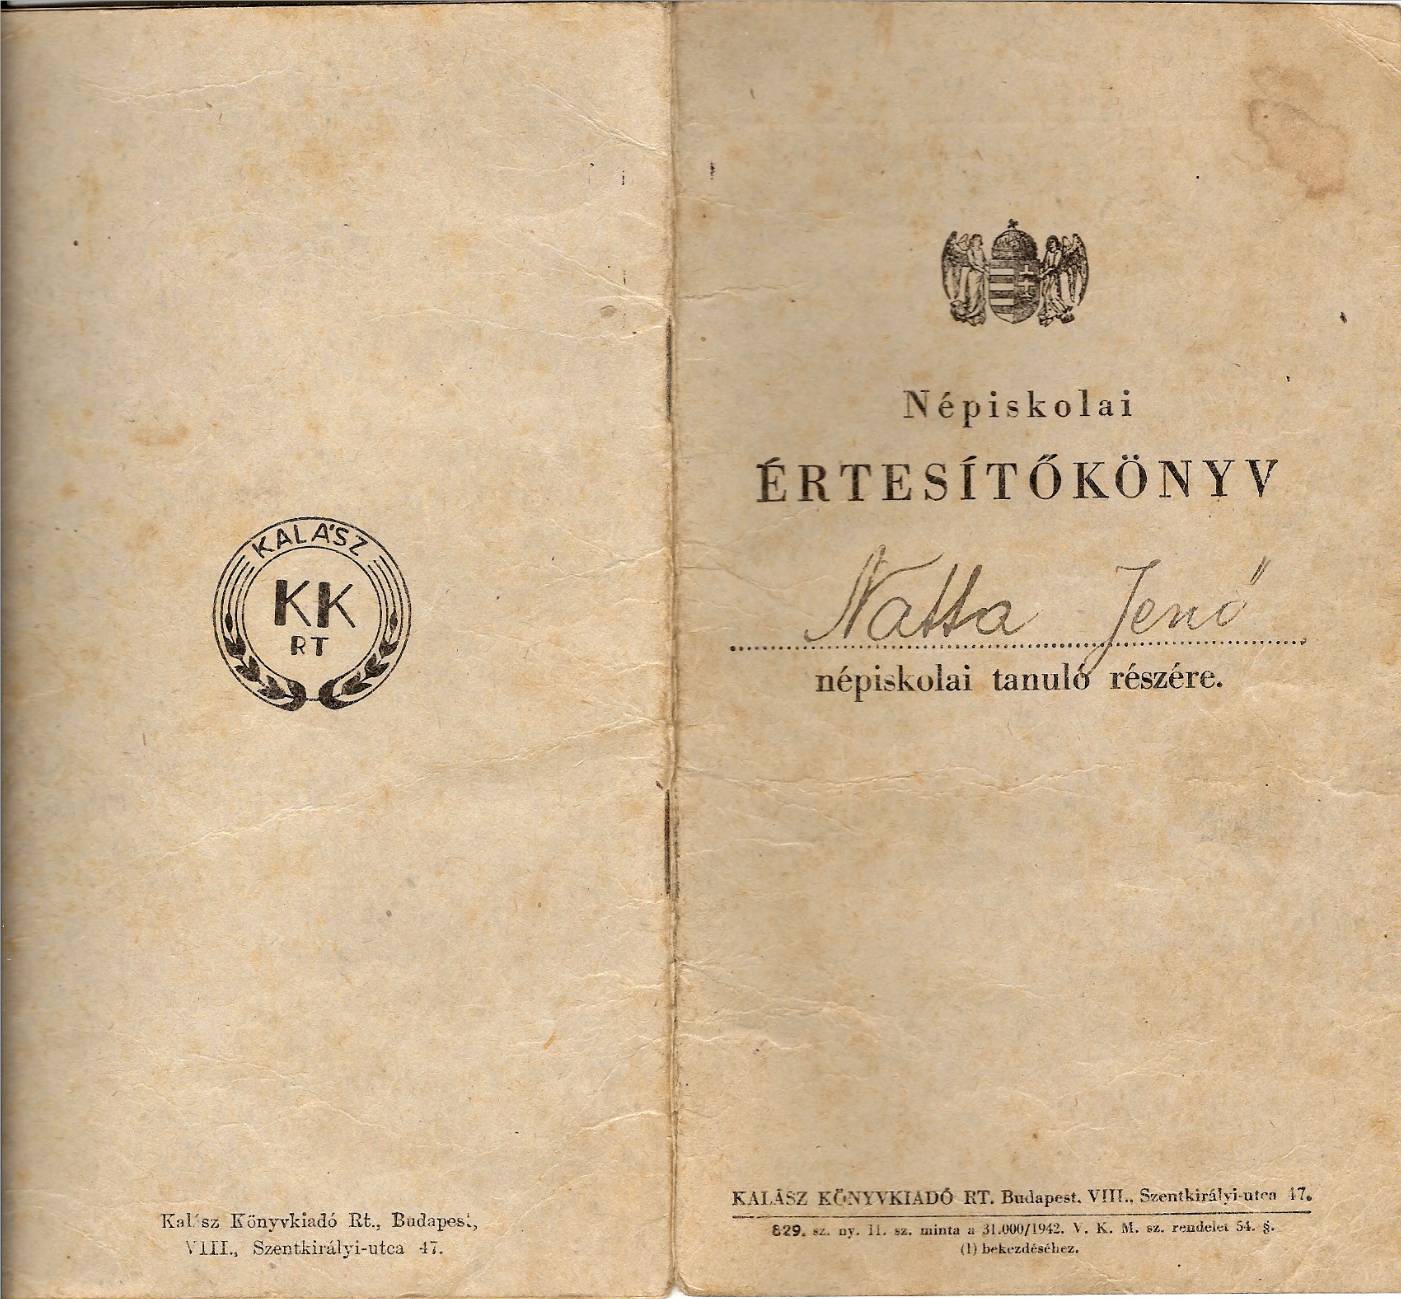 KALÁSZ
KK
RT
Kalász Könyvkiadó Rt., Budapest,
VIII., Szentkirályi-utca 47.
Népiskolai
ÉRTESÍTŐKÖNYV
Natta Jenő
népiskolai tanuló részére.
KALÁSZ KÖNYVKIADÓ RT. Budapest. VIII., Szentkirályi-utca 47.
829. sz. ny. 11. sz. minta a 31.000/1942. V. K. M. sz. rendelet 54. §.
(1) bekezdéséhez.